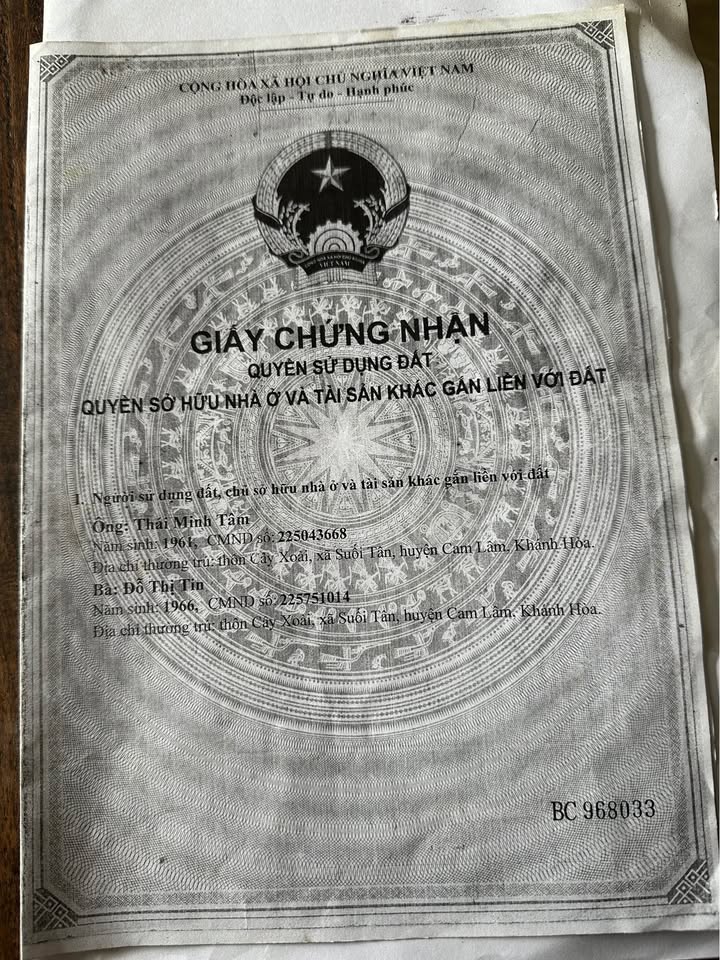 CỘNG HÒA XÃ HỘI CHỦ NGHĨA VIỆT NAM
Độc lập - Tự do - Hạnh phúc
VIỆT NAM
GIẤY CHỨNG NHẬN
QUYỀN SỬ DỤNG ĐẤT
QUYỀN SỞ HỮU NHÀ Ở VÀ TÀI SẢN KHÁC GẮN LIỀN VỚI ĐẤT
I. Người sử dụng đất, chủ sở hữu nhà ở và tài sản khác gắn liền với đất
Ông: Thái Minh Tâm
Năm sinh: 1961, CMND số: 225043668
Địa chỉ thường trú: thôn Cây Xoài, xã Suối Tân, huyện Cam Lâm, Khánh Hòa.
Bà: Đỗ Thị Tin
Năm sinh: 1966, CMND số: 225751014
Địa chỉ thường trú: thôn Cây Xoài, xã Suối Tân, huyện Cam Lâm, Khánh Hòa.
BC 968033